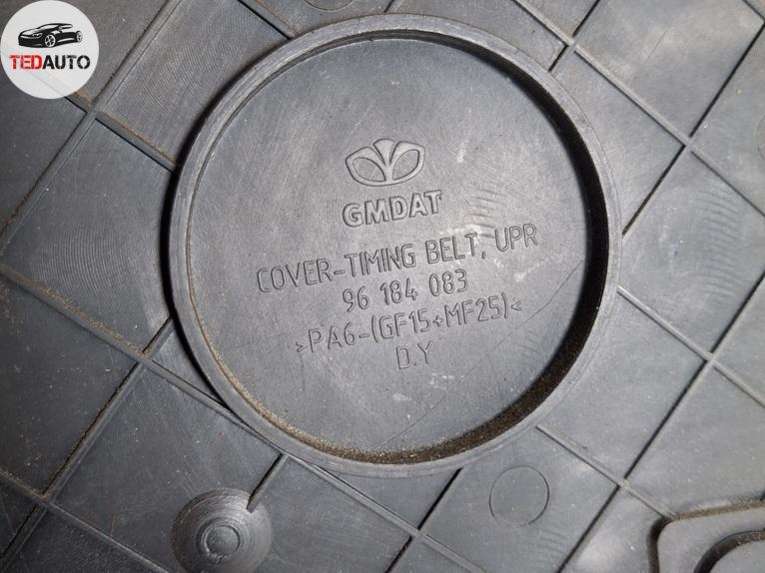 TEDAUTO
GMDAT
COVER-TIMING BELT, UPR
96 184 083
>PA6-(GF15+MF25)<
D.Y